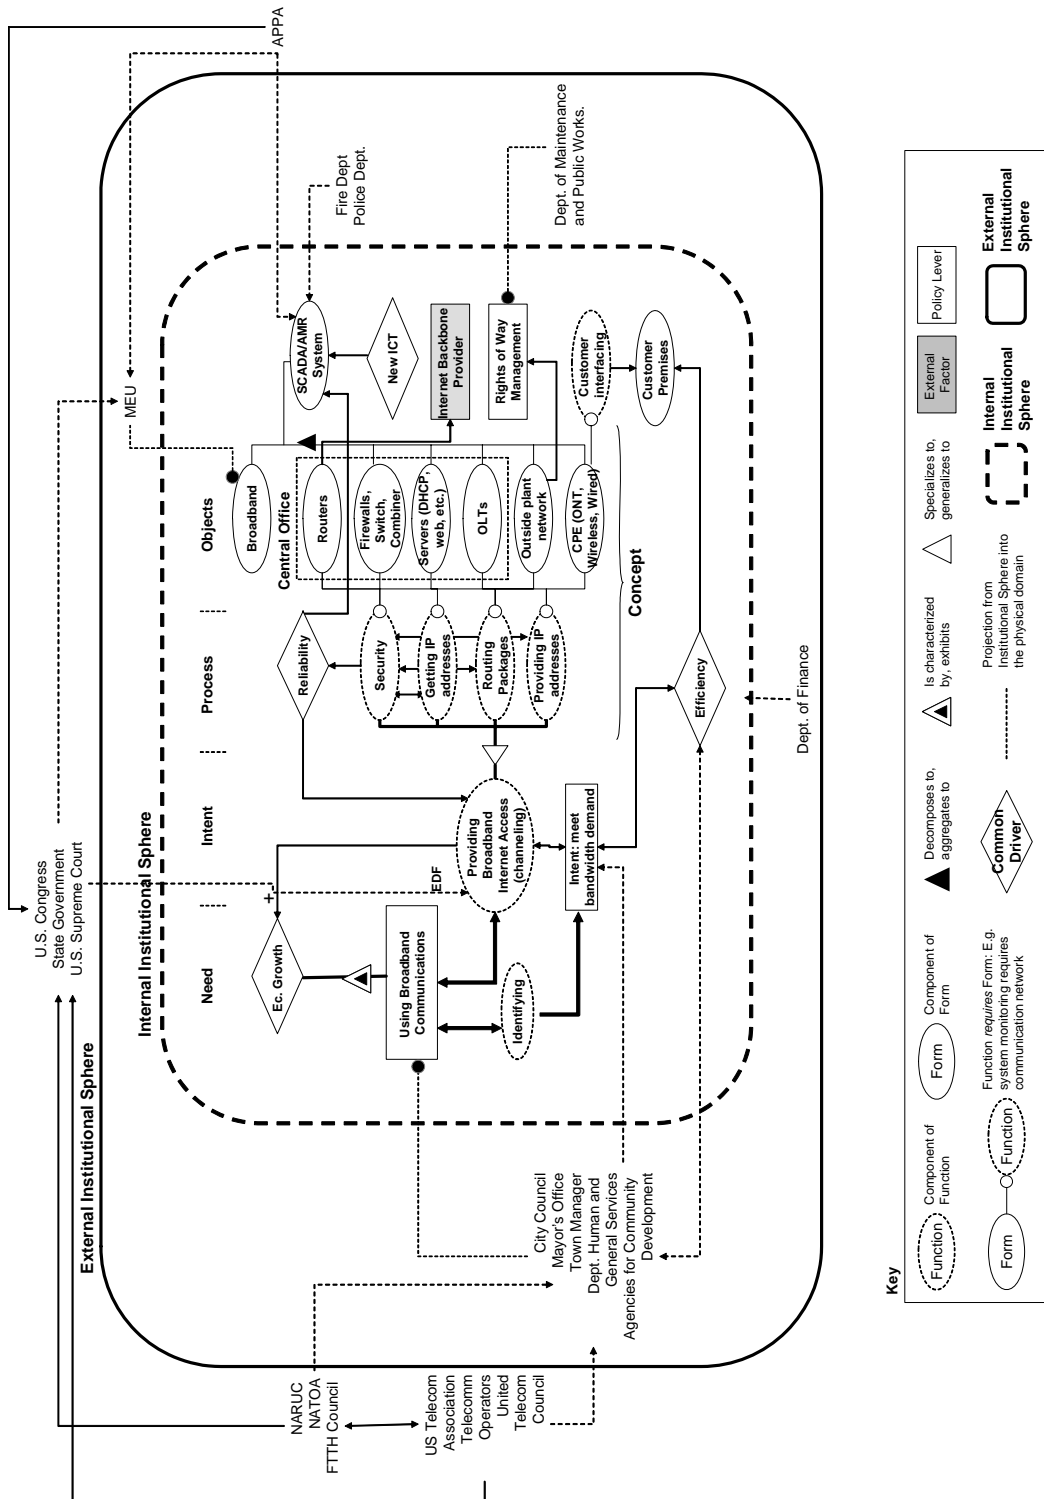 U.S. Congress
State Government
U.S. Supreme Court
APPA
External Institutional Sphere
MEU
Internal Institutional Sphere
Fire Dept
Police Dept.
Need
Intent
Process
Objects
Ec. Growth
+
Reliability
Central Office
Broadband
SCADA/AMR
System
New ICT
Using Broadband
Communications
EDF
Providing
Broadband
Internet Access
(channeling)
Security
Getting IP
addresses
Routing
Packages
Providing IP
addresses
Routers
Firewalls,
Switch,
Combiner
Servers (DHCP,
web, etc.)
OLTs
Outside plant
network
CPE (ONT,
Wireless, Wired)
Internet Backbone
Provider
Rights of Way
Management
Dept. of Maintenance
and Public Works.
Customer
interfacing
Customer
Premises
Identifying
Intent: meet
bandwidth demand
Concept
Efficiency
Dept. of Finance
NARUC
NATOA
FTTH Council
US Telecom
Association
Telecomm
Operators
United
Telecom
Council
City Council
Mayor's Office
Town Manager
Dept. Human and
General Services
Agencies for Community
Development
Key
Function
Component of
Function
Form
Component of
Form
Decomposes to,
aggregates to
Is characterized
by, exhibits
Specializes to,
generalizes to
External
Factor
Policy Lever
Form
Function
Function requires Form: E.g.
system monitoring requires
communication network
Common
Driver
Projection from
Institutional Sphere into
the physical domain
Internal
Institutional
Sphere
External
Institutional
Sphere